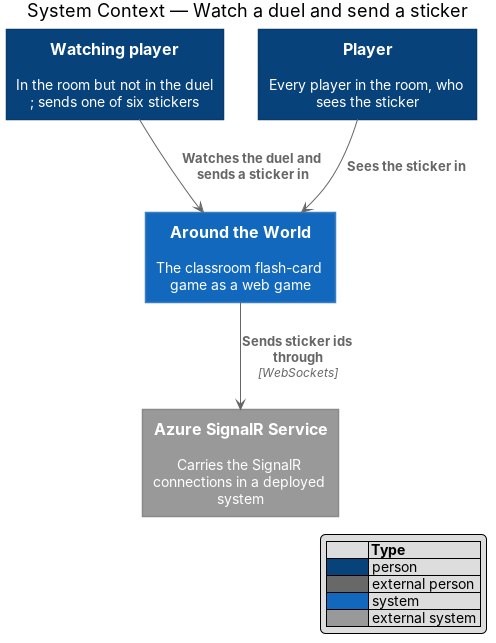 System Context — Watch a duel and send a sticker
Watching player
In the room but not in the duel
; sends one of six stickers
Player
Every player in the room, who
sees the sticker
Watches the duel and
sends a sticker in
Sees the sticker in
Around the World
The classroom flash-card
game as a web game
Sends sticker ids
through
[WebSockets]
Azure SignalR Service
Carries the SignalR
connections in a deployed
system
Type
person
external person
system
external system